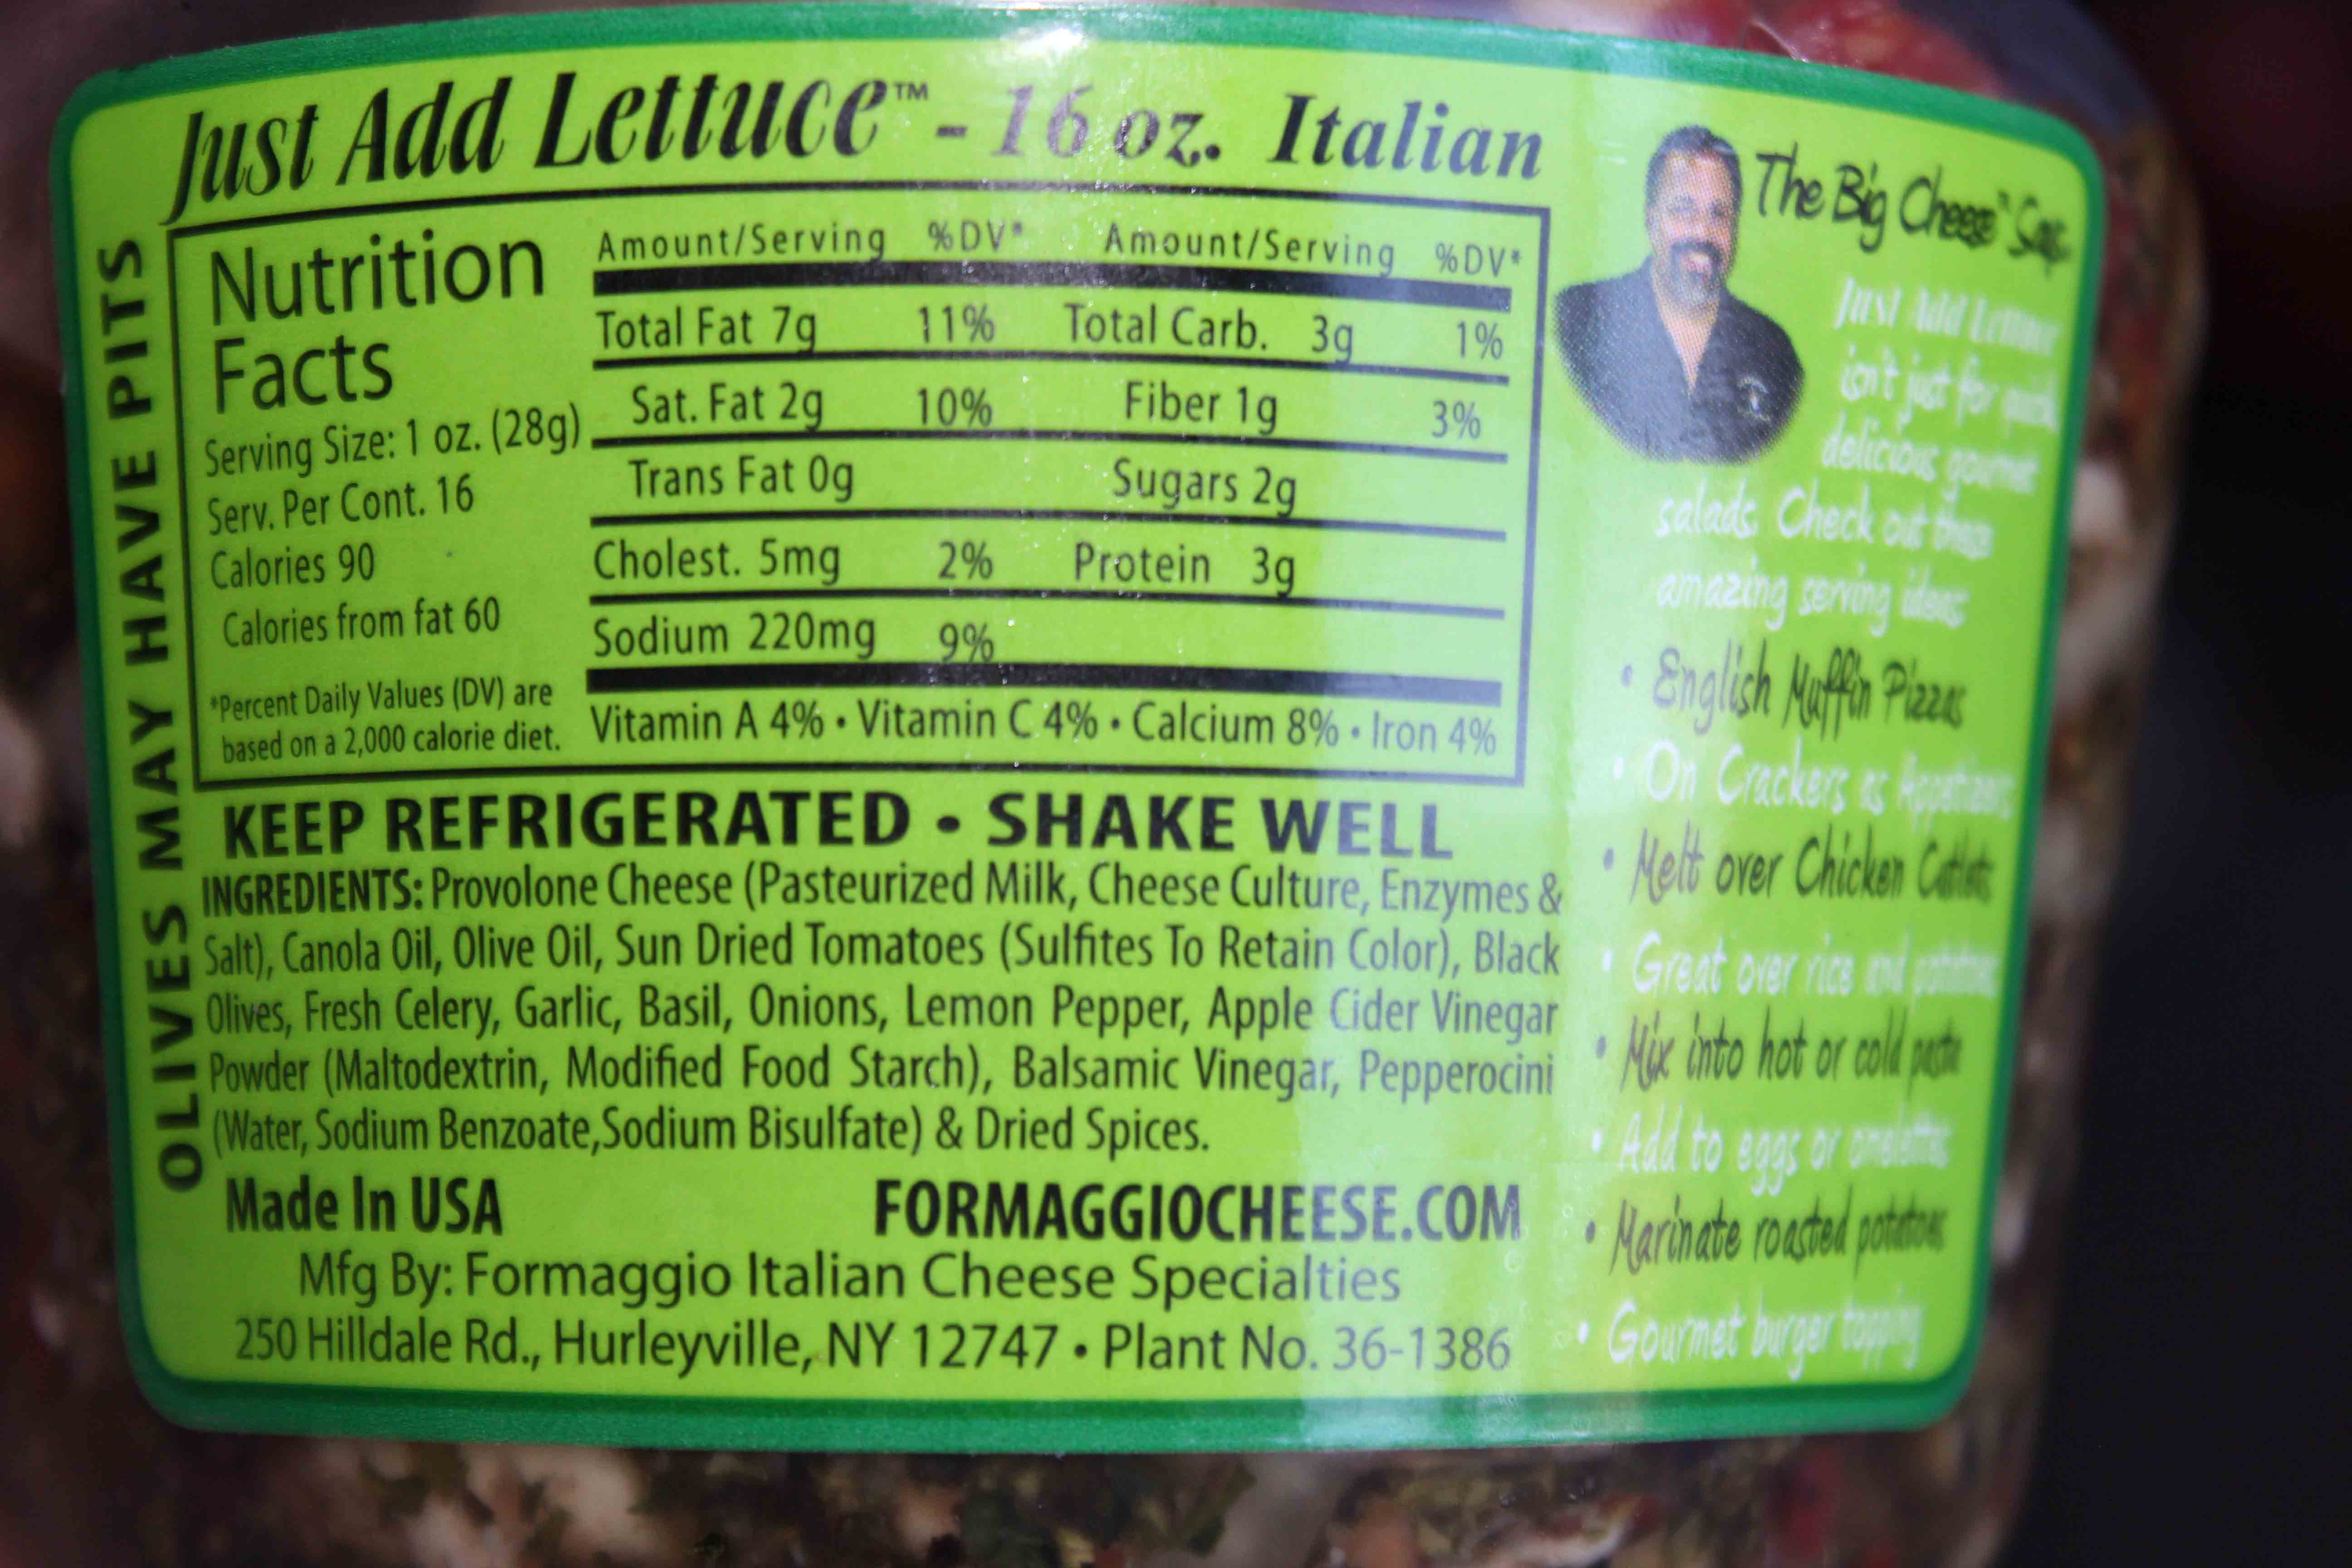 Just Add Lettuce™ - 16 oz. Italian
OLIVES MAY HAVE PITS
Nutrition
Facts
Serving Size: 1 oz. (28g)
Serv. Per Cont. 16
Calories 90
Calories from fat 60
*Percent Daily Values (DV) are
based on a 2,000 calorie diet.
Amount/Serving %DV* Amount/Serving %DV*
Total Fat 7g 11% Total Carb. 3g 1%
Sat. Fat 2g 10% Fiber 1g 3%
Trans Fat 0g Sugars 2g
Cholest. 5mg 2% Protein 3g
Sodium 220mg 9%
Vitamin A 4% • Vitamin C 4% • Calcium 8% • Iron 4%
KEEP REFRIGERATED • SHAKE WELL
INGREDIENTS: Provolone Cheese (Pasteurized Milk, Cheese Culture, Enzymes &
Salt), Canola Oil, Olive Oil, Sun Dried Tomatoes (Sulfites To Retain Color), Black
Olives, Fresh Celery, Garlic, Basil, Onions, Lemon Pepper, Apple Cider Vinegar
Powder (Maltodextrin, Modified Food Starch), Balsamic Vinegar, Pepperocini
(Water, Sodium Benzoate,Sodium Bisulfate) & Dried Spices.
Made In USA FORMAGGIOCHEESE.COM
Mfg By: Formaggio Italian Cheese Specialties
250 Hilldale Rd., Hurleyville, NY 12747 • Plant No. 36-1386
The Big Cheese™ Says
Just Add Lettuce
isn't just for quick
delicious gourmet
salads. Check out these
amazing serving ideas
• English Muffin Pizzas
• On Crackers as Appetizers
• Melt over Chicken Cutlets
• Great over rice and potatoes
• Mix into hot or cold pasta
• Add to eggs or omelettes
• Marinate roasted potatoes
• Gourmet burger topping